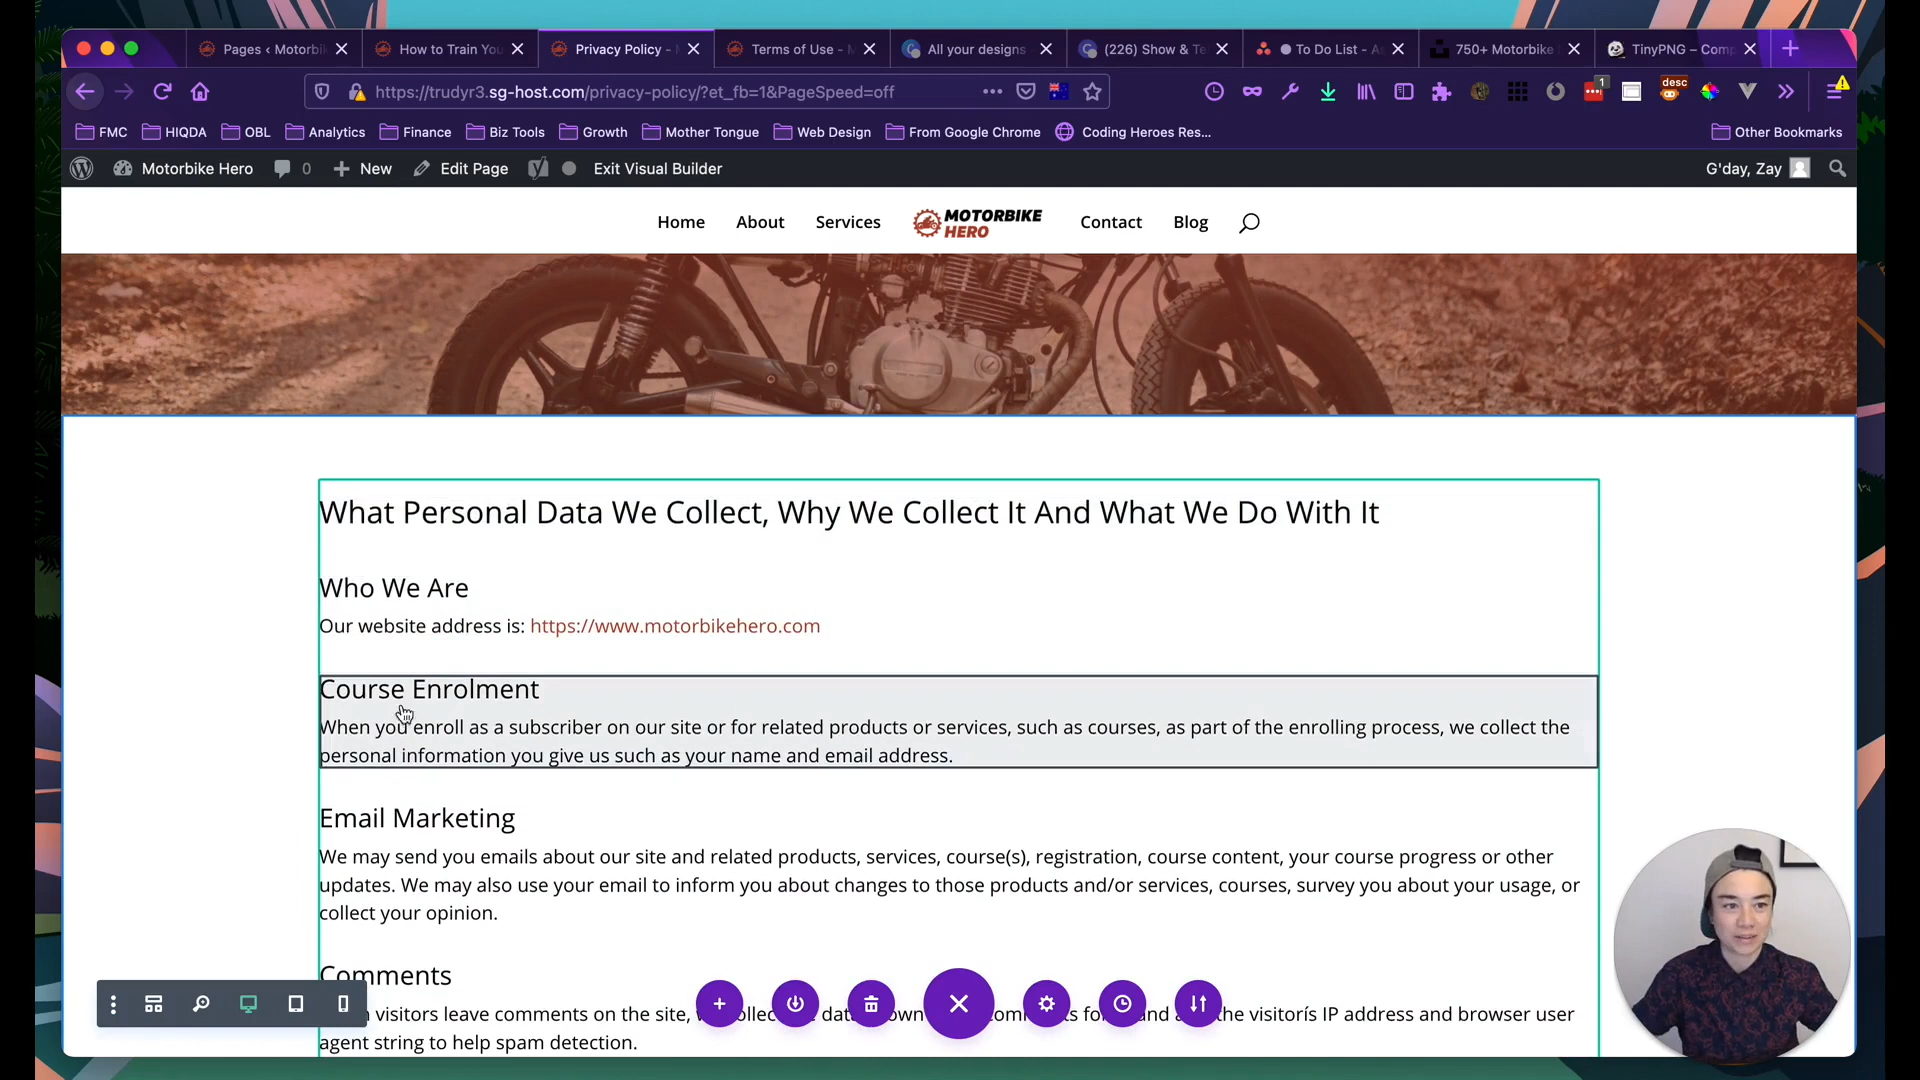 Pages ‹ Motorbi
How to Train You
Privacy Policy -
Terms of Use - M
All your designs
(226) Show & Te
To Do List - A
750+ Motorbike
TinyPNG – Comp
https://trudyr3.sg-host.com/privacy-policy/?et_fb=1&PageSpeed=off
1
desc
FMC
HIQDA
OBL
Analytics
Finance
Biz Tools
Growth
Mother Tongue
Web Design
From Google Chrome
Coding Heroes Res...
Other Bookmarks
Motorbike Hero
0
New
Edit Page
Exit Visual Builder
G'day, Zay
Home
About
Services
MOTORBIKE
HERO
Contact
Blog
What Personal Data We Collect, Why We Collect It And What We Do With It
Who We Are
Our website address is: https://www.motorbikehero.com
Course Enrolment
When you enroll as a subscriber on our site or for related products or services, such as courses, as part of the enrolling process, we collect the
personal information you give us such as your name and email address.
Email Marketing
We may send you emails about our site and related products, services, course(s), registration, course content, your course progress or other
updates. We may also use your email to inform you about changes to those products and/or services, courses, survey you about your usage, or
collect your opinion.
Comments
visitors leave comments on the site, the visitorís IP address and browser user
agent string to help spam detection.